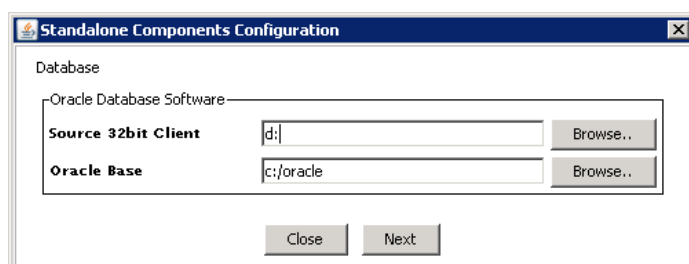 Standalone Components Configuration
Database
Oracle Database Software
Source 32bit Client d: Browse..
Oracle Base c:/oracle Browse..
Close Next